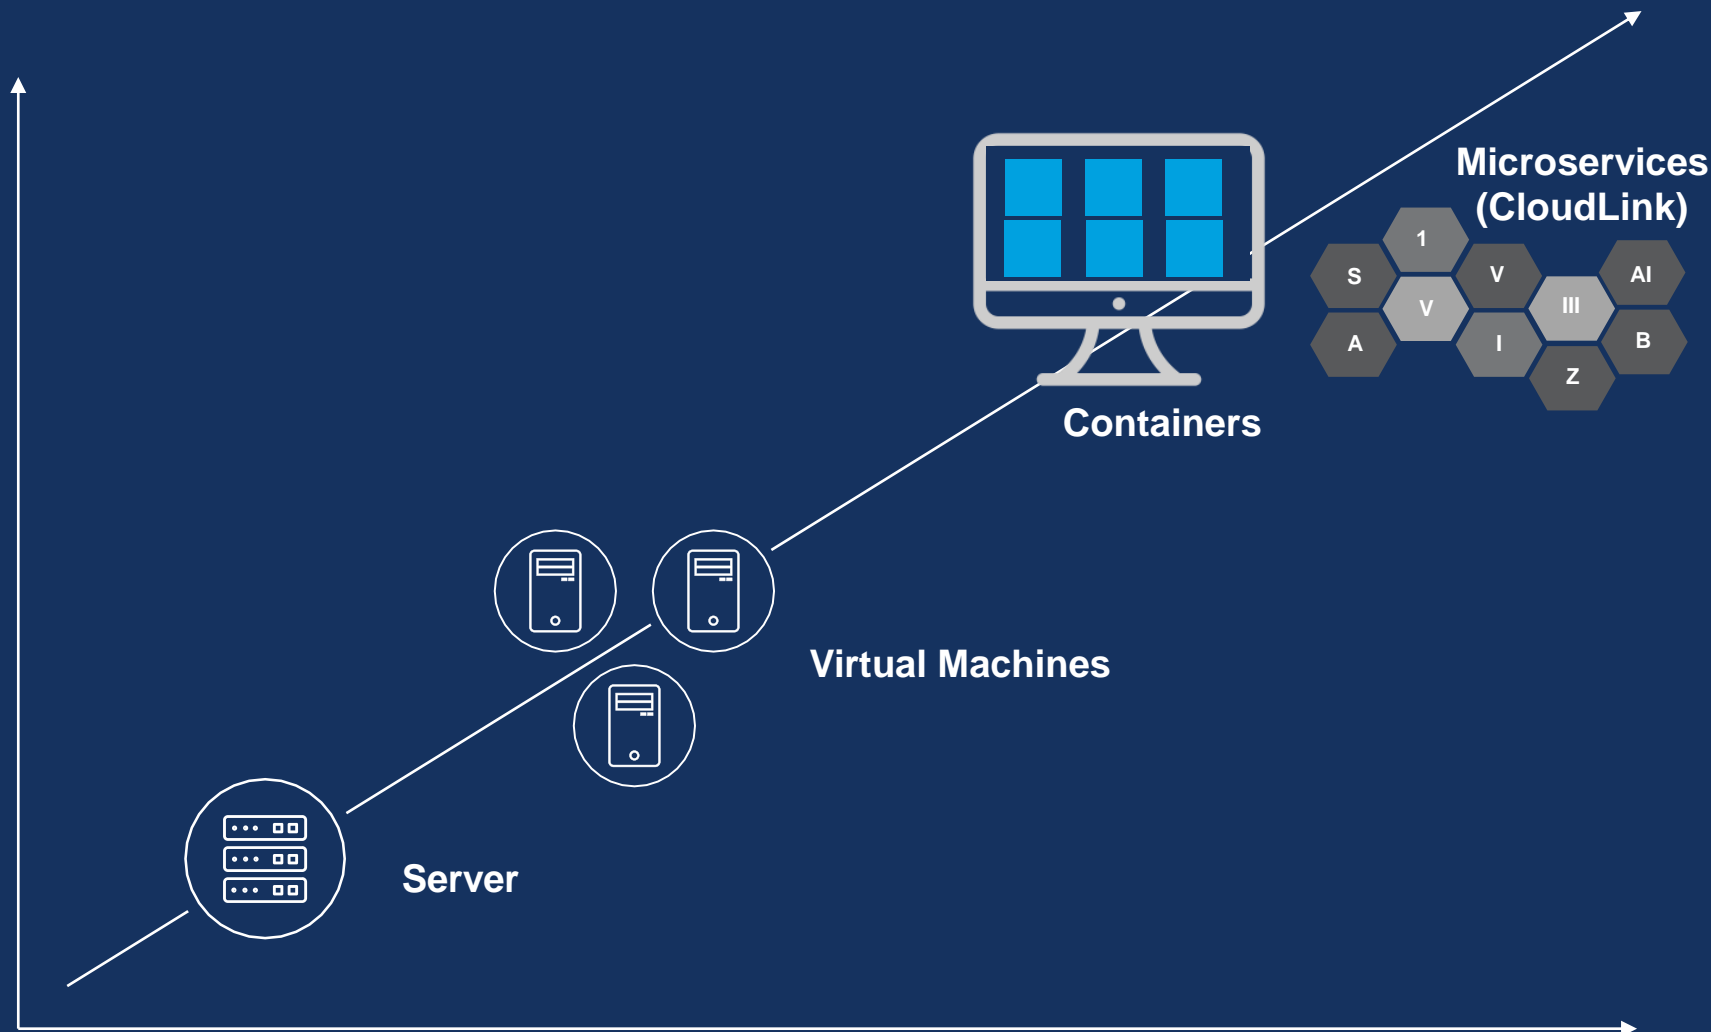 Microservices
(CloudLink)
1
S
V
AI
V
III
A
I
B
Z
Containers
Virtual Machines
Server